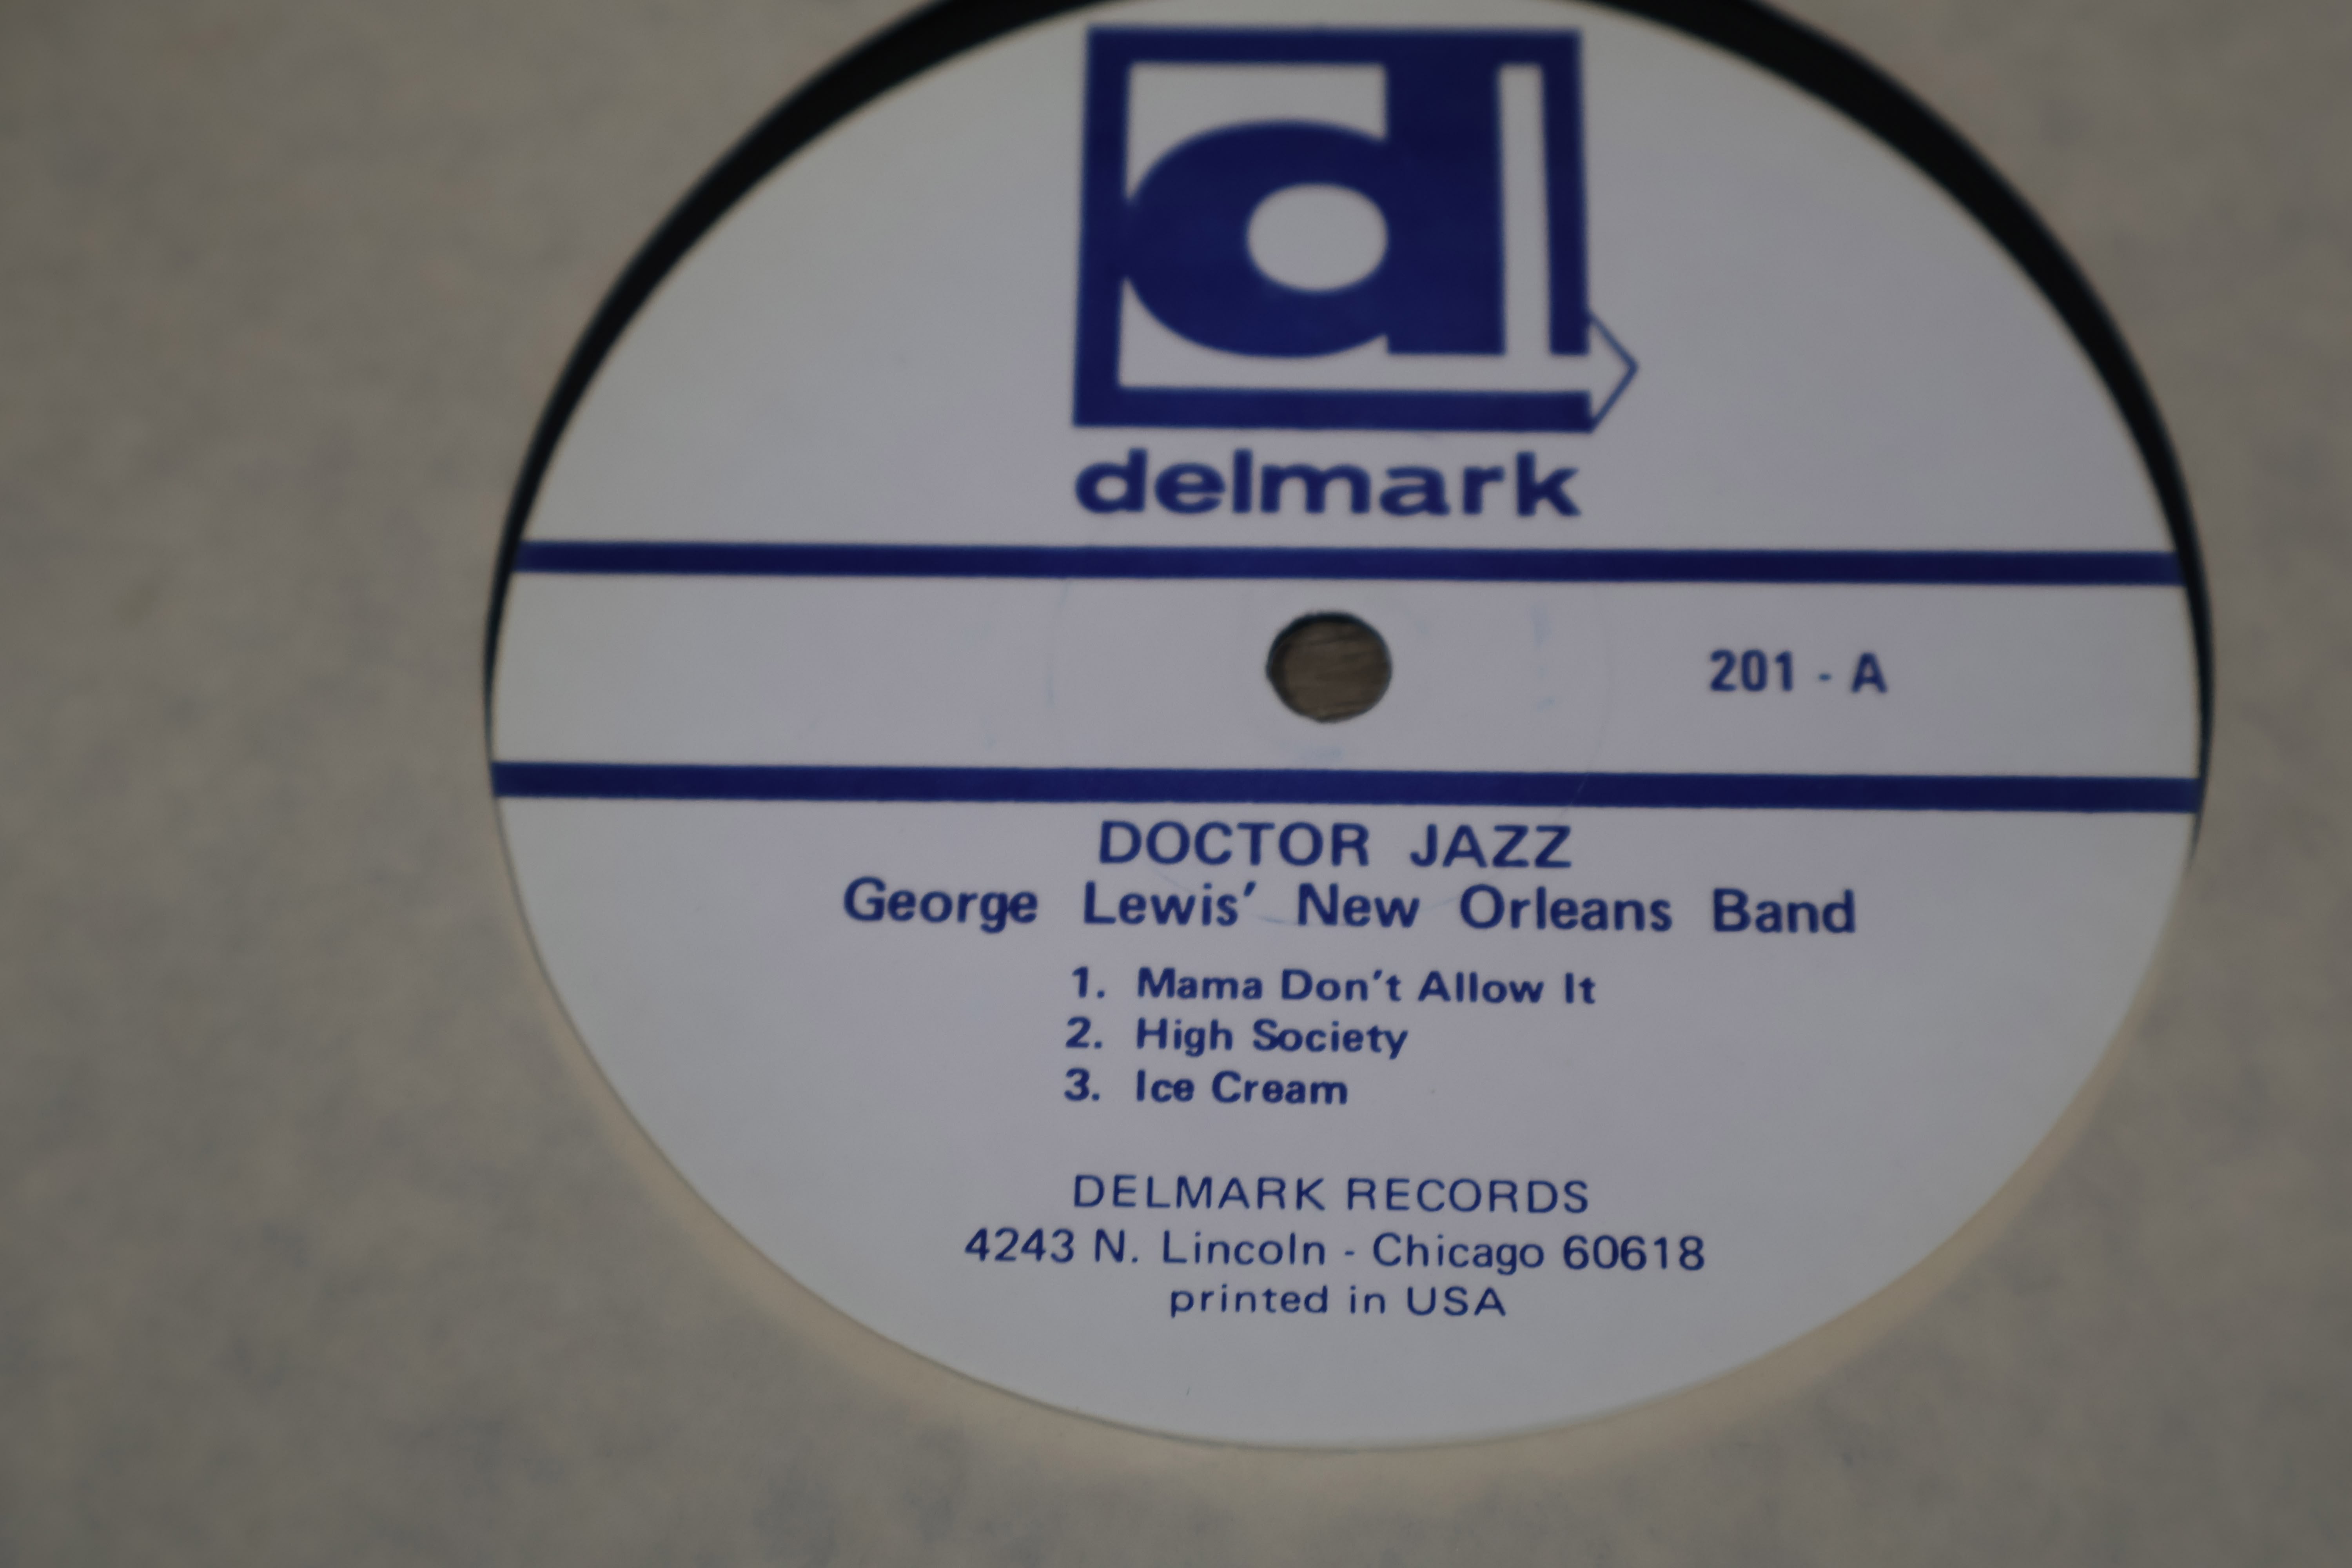 dl
delmark
201 - A
DOCTOR JAZZ
George Lewis' New Orleans Band
1. Mama Don't Allow It
2. High Society
3. Ice Cream
DELMARK RECORDS
4243 N. Lincoln - Chicago 60618
printed in USA